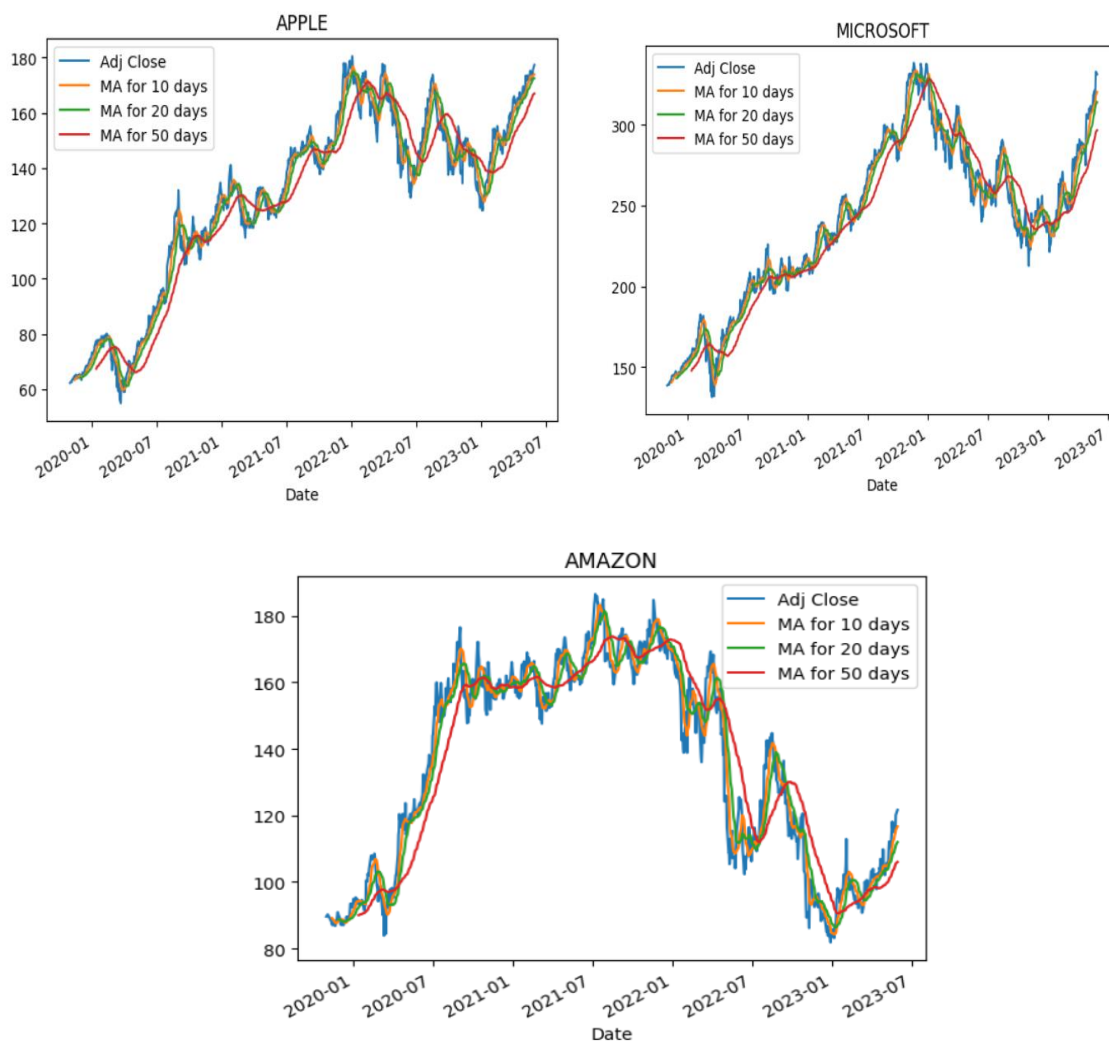 APPLE
Adj Close
MA for 10 days
MA for 20 days
MA for 50 days
180
160
140
120
100
80
60
2020-01
2020-07
2021-01
2021-07
2022-01
2022-07
2023-01
2023-07
Date
MICROSOFT
Adj Close
MA for 10 days
MA for 20 days
MA for 50 days
300
250
200
150
2020-01
2020-07
2021-01
2021-07
2022-01
2022-07
2023-01
2023-07
Date
AMAZON
Adj Close
MA for 10 days
MA for 20 days
MA for 50 days
180
160
140
120
100
80
2020-01
2020-07
2021-01
2021-07
2022-01
2022-07
2023-01
2023-07
Date